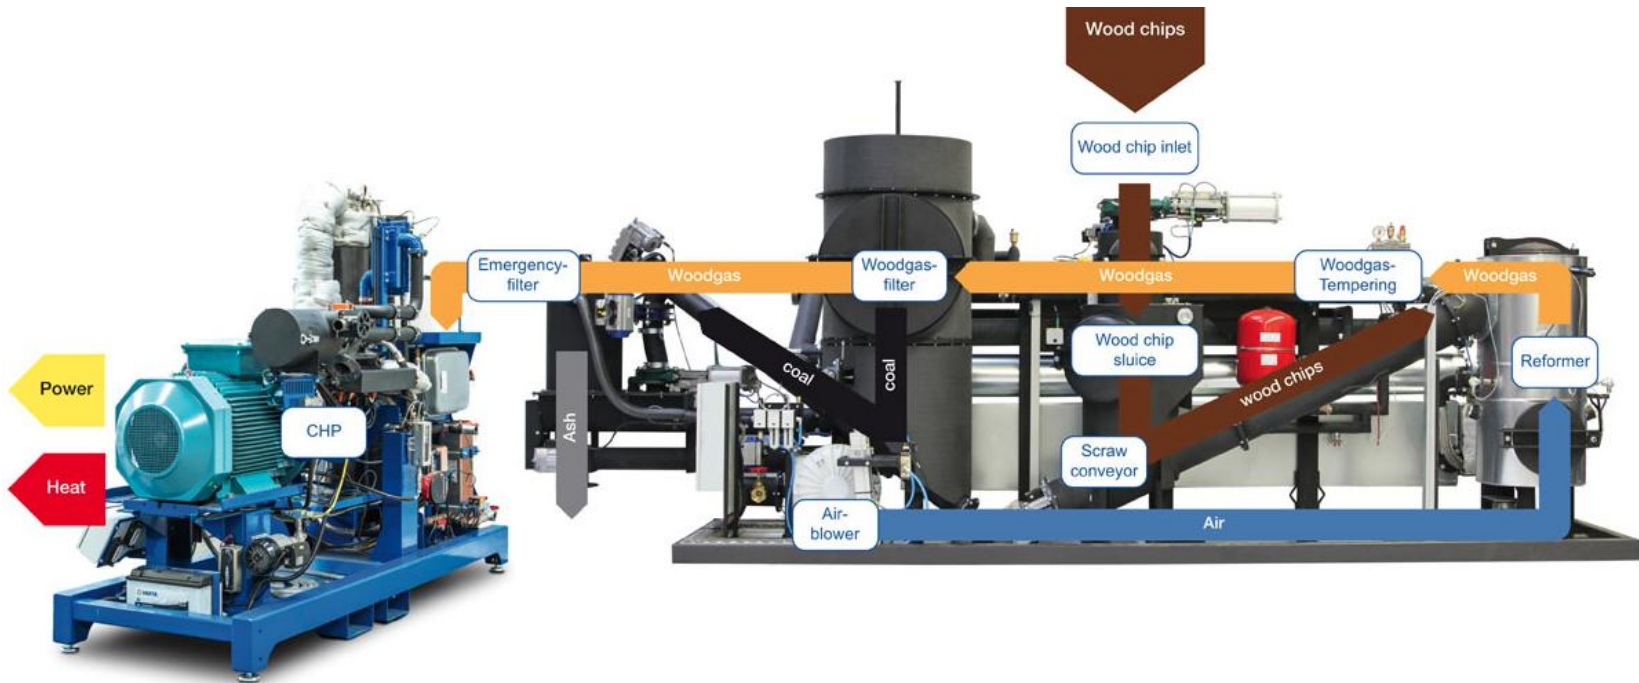 Wood chips
Wood chip inlet
Emergency-
filter
Woodgas
Woodgas-
filter
Woodgas
Woodgas-
Tempering
Woodgas
Wood chip
sluice
Reformer
coal
coal
wood chips
Power
CHP
Ash
Heat
Scraw
conveyor
Air-
blower
Air
VARTA